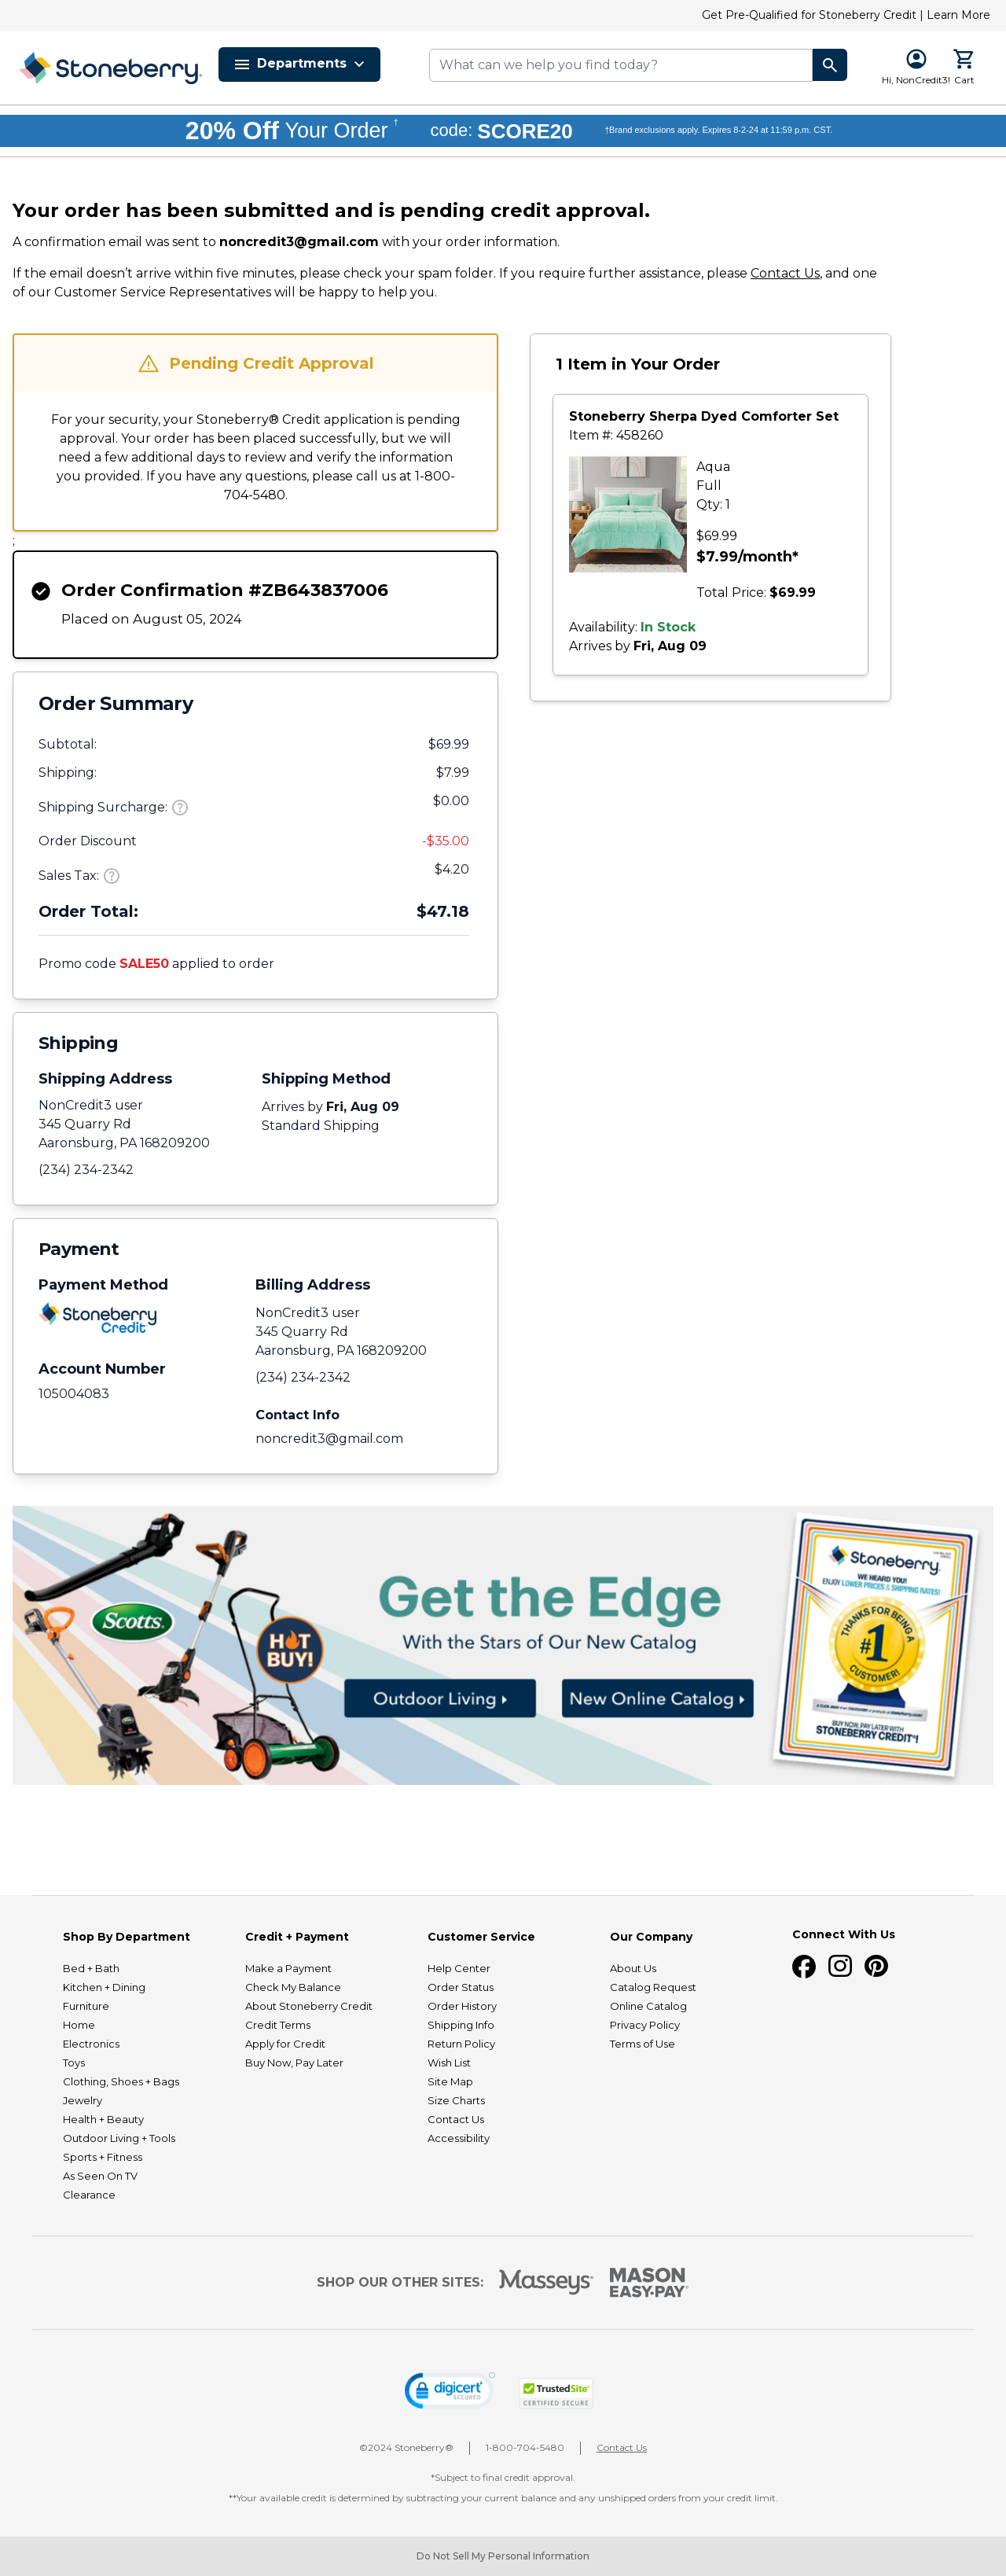 Get Pre-Qualified for Stoneberry Credit | Learn More
Stoneberry
Departments
What can we help you find today?
Hi, NonCredit3!
Cart
20% Off Your Order † code: SCORE20 †Brand exclusions apply. Expires 8-2-24 at 11:59 p.m. CST.
Your order has been submitted and is pending credit approval.
A confirmation email was sent to noncredit3@gmail.com with your order information.
If the email doesn’t arrive within five minutes, please check your spam folder. If you require further assistance, please Contact Us, and one
of our Customer Service Representatives will be happy to help you.
Pending Credit Approval
For your security, your Stoneberry® Credit application is pending
approval. Your order has been placed successfully, but we will
need a few additional days to review and verify the information
you provided. If you have any questions, please call us at 1-800-
704-5480.
;
Order Confirmation #ZB643837006
Placed on August 05, 2024
Order Summary
Subtotal: $69.99
Shipping: $7.99
Shipping Surcharge: ? $0.00
Order Discount -$35.00
Sales Tax: ? $4.20
Order Total: $47.18
Promo code SALE50 applied to order
Shipping
Shipping Address
NonCredit3 user
345 Quarry Rd
Aaronsburg, PA 168209200
(234) 234-2342
Shipping Method
Arrives by Fri, Aug 09
Standard Shipping
Payment
Payment Method
Stoneberry
Credit
Account Number
105004083
Billing Address
NonCredit3 user
345 Quarry Rd
Aaronsburg, PA 168209200
(234) 234-2342
Contact Info
noncredit3@gmail.com
1 Item in Your Order
Stoneberry Sherpa Dyed Comforter Set
Item #: 458260
Aqua
Full
Qty: 1
$69.99
$7.99/month*
Total Price: $69.99
Availability: In Stock
Arrives by Fri, Aug 09
Scotts
HOT
BUY!
Get the Edge
With the Stars of Our New Catalog
Outdoor Living
New Online Catalog
Stoneberry
WE HEARD YOU!
ENJOY LOWER PRICES & SHIPPING RATES!
THANKS FOR BEING A
#1
CUSTOMER!
BUY NOW, PAY LATER WITH
STONEBERRY CREDIT*!
Shop By Department
Bed + Bath
Kitchen + Dining
Furniture
Home
Electronics
Toys
Clothing, Shoes + Bags
Jewelry
Health + Beauty
Outdoor Living + Tools
Sports + Fitness
As Seen On TV
Clearance
Credit + Payment
Make a Payment
Check My Balance
About Stoneberry Credit
Credit Terms
Apply for Credit
Buy Now, Pay Later
Customer Service
Help Center
Order Status
Order History
Shipping Info
Return Policy
Wish List
Site Map
Size Charts
Contact Us
Accessibility
Our Company
About Us
Catalog Request
Online Catalog
Privacy Policy
Terms of Use
Connect With Us
SHOP OUR OTHER SITES:
Masseys
MASON
EASY•PAY
digicert
SECURED
TrustedSite
CERTIFIED SECURE
©2024 Stoneberry®
1-800-704-5480
Contact Us
*Subject to final credit approval.
**Your available credit is determined by subtracting your current balance and any unshipped orders from your credit limit.
Do Not Sell My Personal Information